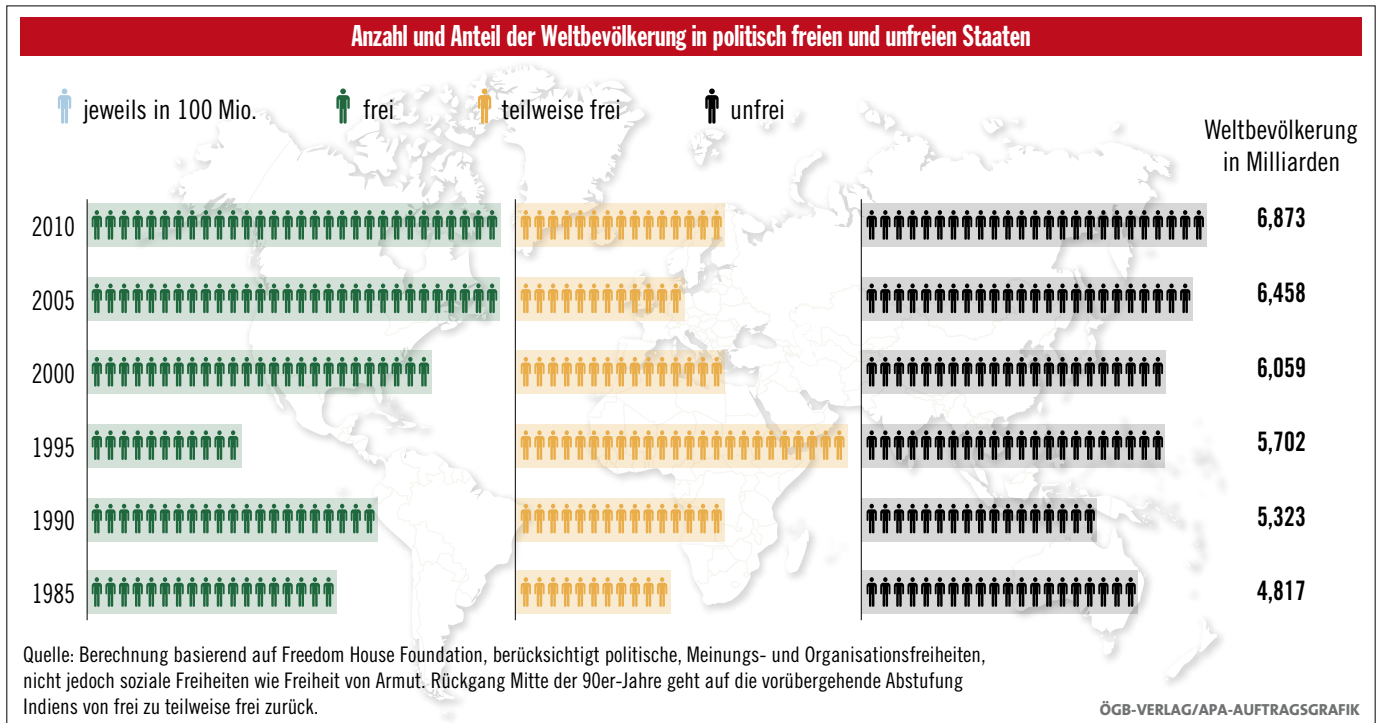 Anzahl und Anteil der Weltbevölkerung in politisch freien und unfreien Staaten
jeweils in 100 Mio.
frei
teilweise frei
unfrei
Weltbevölkerung
in Milliarden
2010
6,873
2005
6,458
2000
6,059
1995
5,702
1990
5,323
1985
4,817
Quelle: Berechnung basierend auf Freedom House Foundation, berücksichtigt politische, Meinungs- und Organisationsfreiheiten,
nicht jedoch soziale Freiheiten wie Freiheit von Armut. Rückgang Mitte der 90er-Jahre geht auf die vorübergehende Abstufung
Indiens von frei zu teilweise frei zurück.
ÖGB-VERLAG/APA-AUFTRAGSGRAFIK